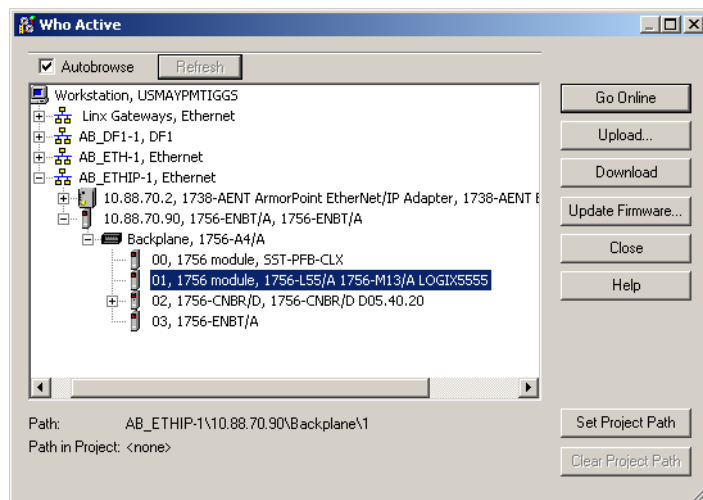 Who Active
Autobrowse
Refresh
Workstation, USMAYPMTIGGS
Linx Gateways, Ethernet
AB_DF1-1, DF1
AB_ETH-1, Ethernet
AB_ETHIP-1, Ethernet
10.88.70.2, 1738-AENT ArmorPoint EtherNet/IP Adapter, 1738-AENT
10.88.70.90, 1756-ENBT/A, 1756-ENBT/A
Backplane, 1756-A4/A
00, 1756 module, SST-PFB-CLX
01, 1756 module, 1756-L55/A 1756-M13/A LOGIX5555
02, 1756-CNBR/D, 1756-CNBR/D D05.40.20
03, 1756-ENBT/A
Go Online
Upload...
Download
Update Firmware...
Close
Help
Path: AB_ETHIP-1\10.88.70.90\Backplane\1
Path in Project: <none>
Set Project Path
Clear Project Path